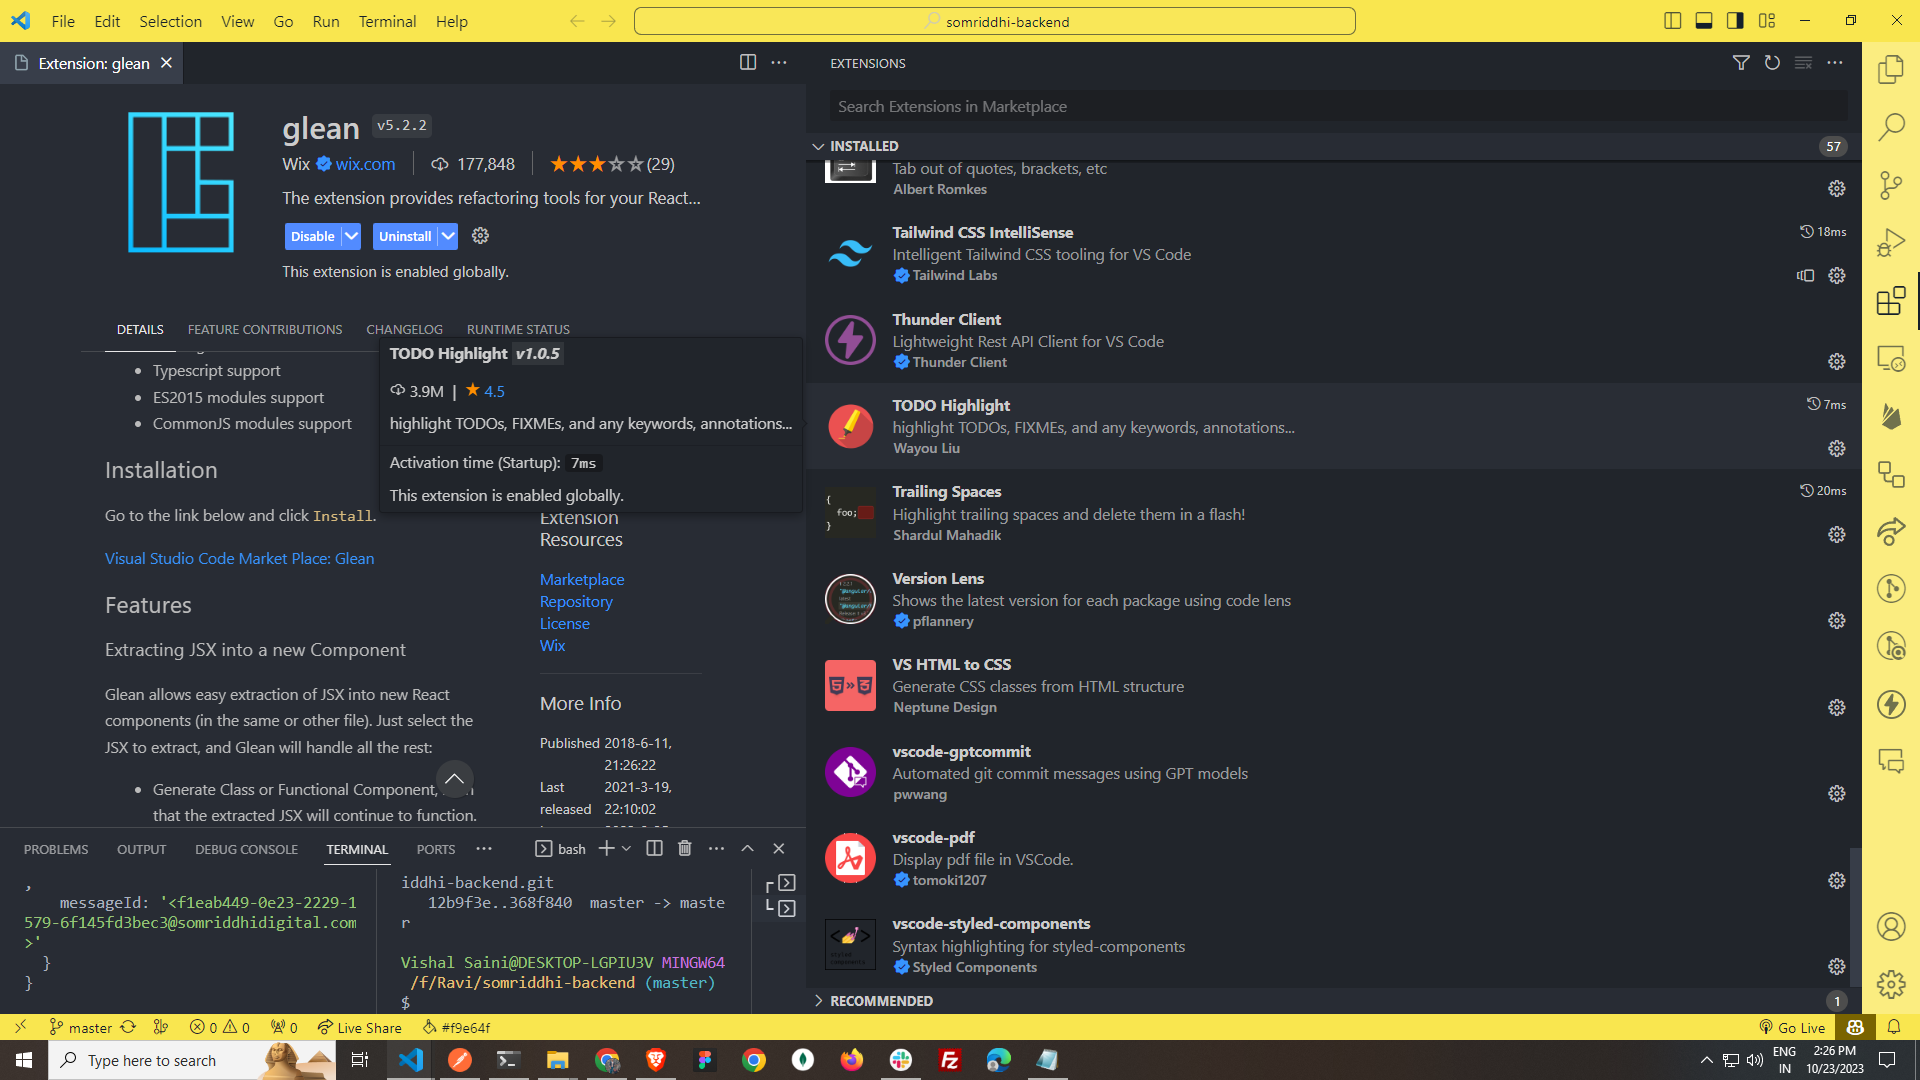 File Edit Selection View Go Run Terminal Help
somriddhi-backend
Extension: glean
glean v5.2.2
Wix wix.com 177,848 (29)
The extension provides refactoring tools for your React...
Disable Uninstall
This extension is enabled globally.
DETAILS FEATURE CONTRIBUTIONS CHANGELOG RUNTIME STATUS
• Typescript support
• ES2015 modules support
• CommonJS modules support
Installation
Go to the link below and click Install.
Visual Studio Code Market Place: Glean
Features
Extracting JSX into a new Component
Glean allows easy extraction of JSX into new React
components (in the same or other file). Just select the
JSX to extract, and Glean will handle all the rest:
• Generate Class or Functional Component,
that the extracted JSX will continue to function.
TODO Highlight v1.0.5
3.9M | ★ 4.5
highlight TODOs, FIXMEs, and any keywords, annotations...
Activation time (Startup): 7ms
This extension is enabled globally.
Extension
Resources
Marketplace
Repository
License
Wix
More Info
Published 2018-6-11,
21:26:22
Last 2021-3-19,
released 22:10:02
PROBLEMS OUTPUT DEBUG CONSOLE TERMINAL PORTS ...
bash
,
messageId: '<f1eab449-0e23-2229-1
579-6f145fd3bec3@somriddhidigital.com
>'
}
}
iddhi-backend.git
12b9f3e..368f840 master -> maste
r
Vishal Saini@DESKTOP-LGPIU3V MINGW64
/f/Ravi/somriddhi-backend (master)
$
EXTENSIONS
Search Extensions in Marketplace
INSTALLED 57
Tab out of quotes, brackets, etc
Albert Romkes
Tailwind CSS IntelliSense 18ms
Intelligent Tailwind CSS tooling for VS Code
Tailwind Labs
Thunder Client
Lightweight Rest API Client for VS Code
Thunder Client
TODO Highlight 7ms
highlight TODOs, FIXMEs, and any keywords, annotations...
Wayou Liu
{
foo;
}
Trailing Spaces 20ms
Highlight trailing spaces and delete them in a flash!
Shardul Mahadik
Version Lens
Shows the latest version for each package using code lens
pflannery
VS HTML to CSS
Generate CSS classes from HTML structure
Neptune Design
vscode-gptcommit
Automated git commit messages using GPT models
pwwang
vscode-pdf
Display pdf file in VSCode.
tomoki1207
vscode-styled-components
Syntax highlighting for styled-components
Styled Components
RECOMMENDED 1
master 0 0 0 Live Share #f9e64f Go Live
Type here to search
ENG
IN
2:26 PM
10/23/2023